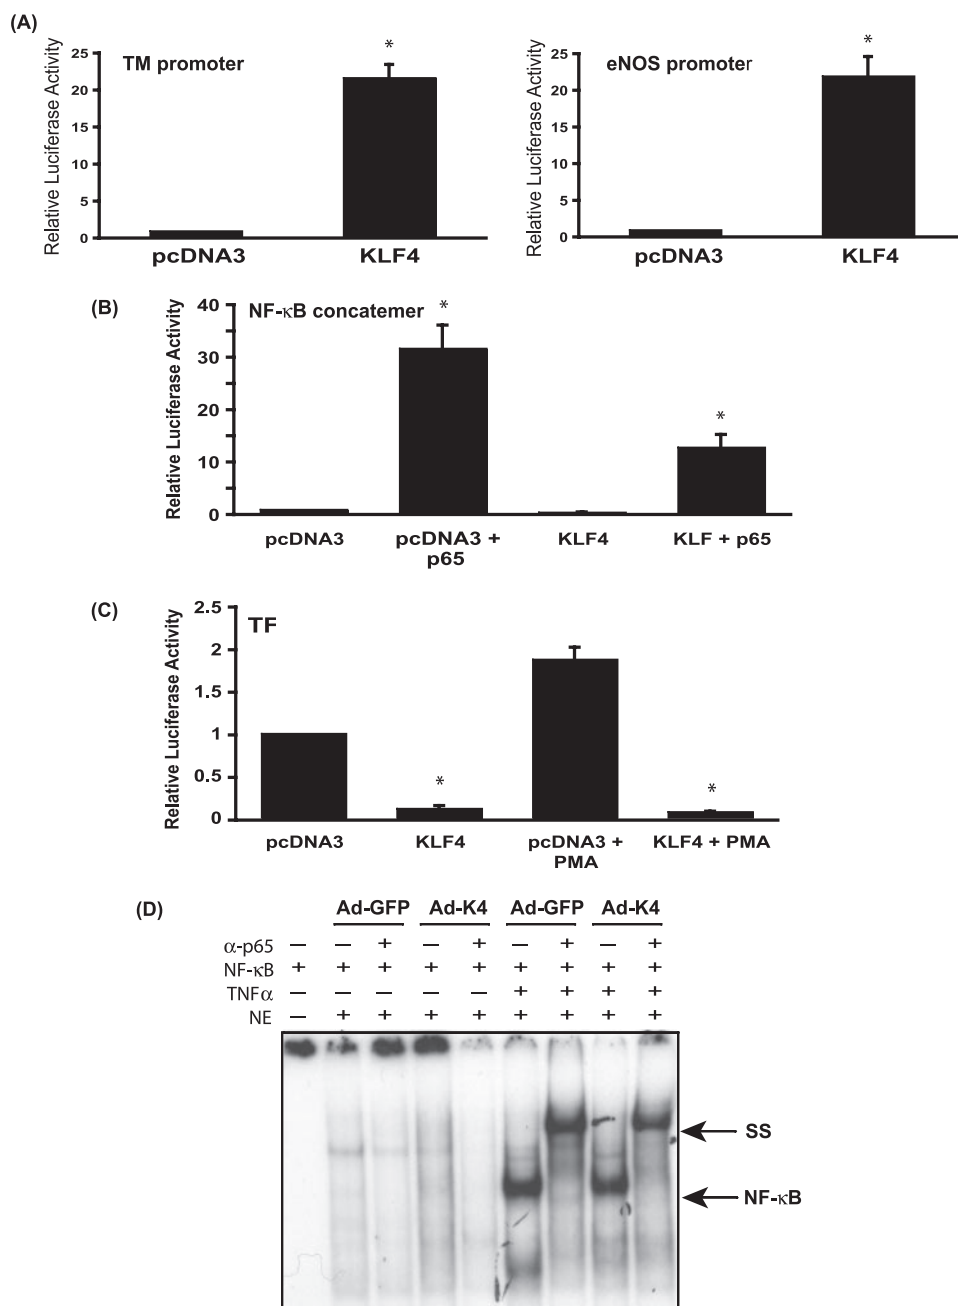 (A)
TM promoter
Relative Luciferase Activity
25
20
15
10
5
0
*
pcDNA3 KLF4
eNOS promoter
Relative Luciferase Activity
25
20
15
10
5
0
*
pcDNA3 KLF4
(B)
NF-κB concatemer
Relative Luciferase Activity
40
30
20
10
0
*
*
pcDNA3 pcDNA3 + p65 KLF4 KLF + p65
(C)
TF
Relative Luciferase Activity
2.5
2
1.5
1
0.5
0
*
*
pcDNA3 KLF4 pcDNA3 + PMA KLF4 + PMA
(D)
Ad-GFP Ad-K4 Ad-GFP Ad-K4
α-p65 — — + — + — + — +
NF-κB + + + + + + + + +
TNFα — — — — — + + + +
NE — + + + + + + + +
SS
NF-κB